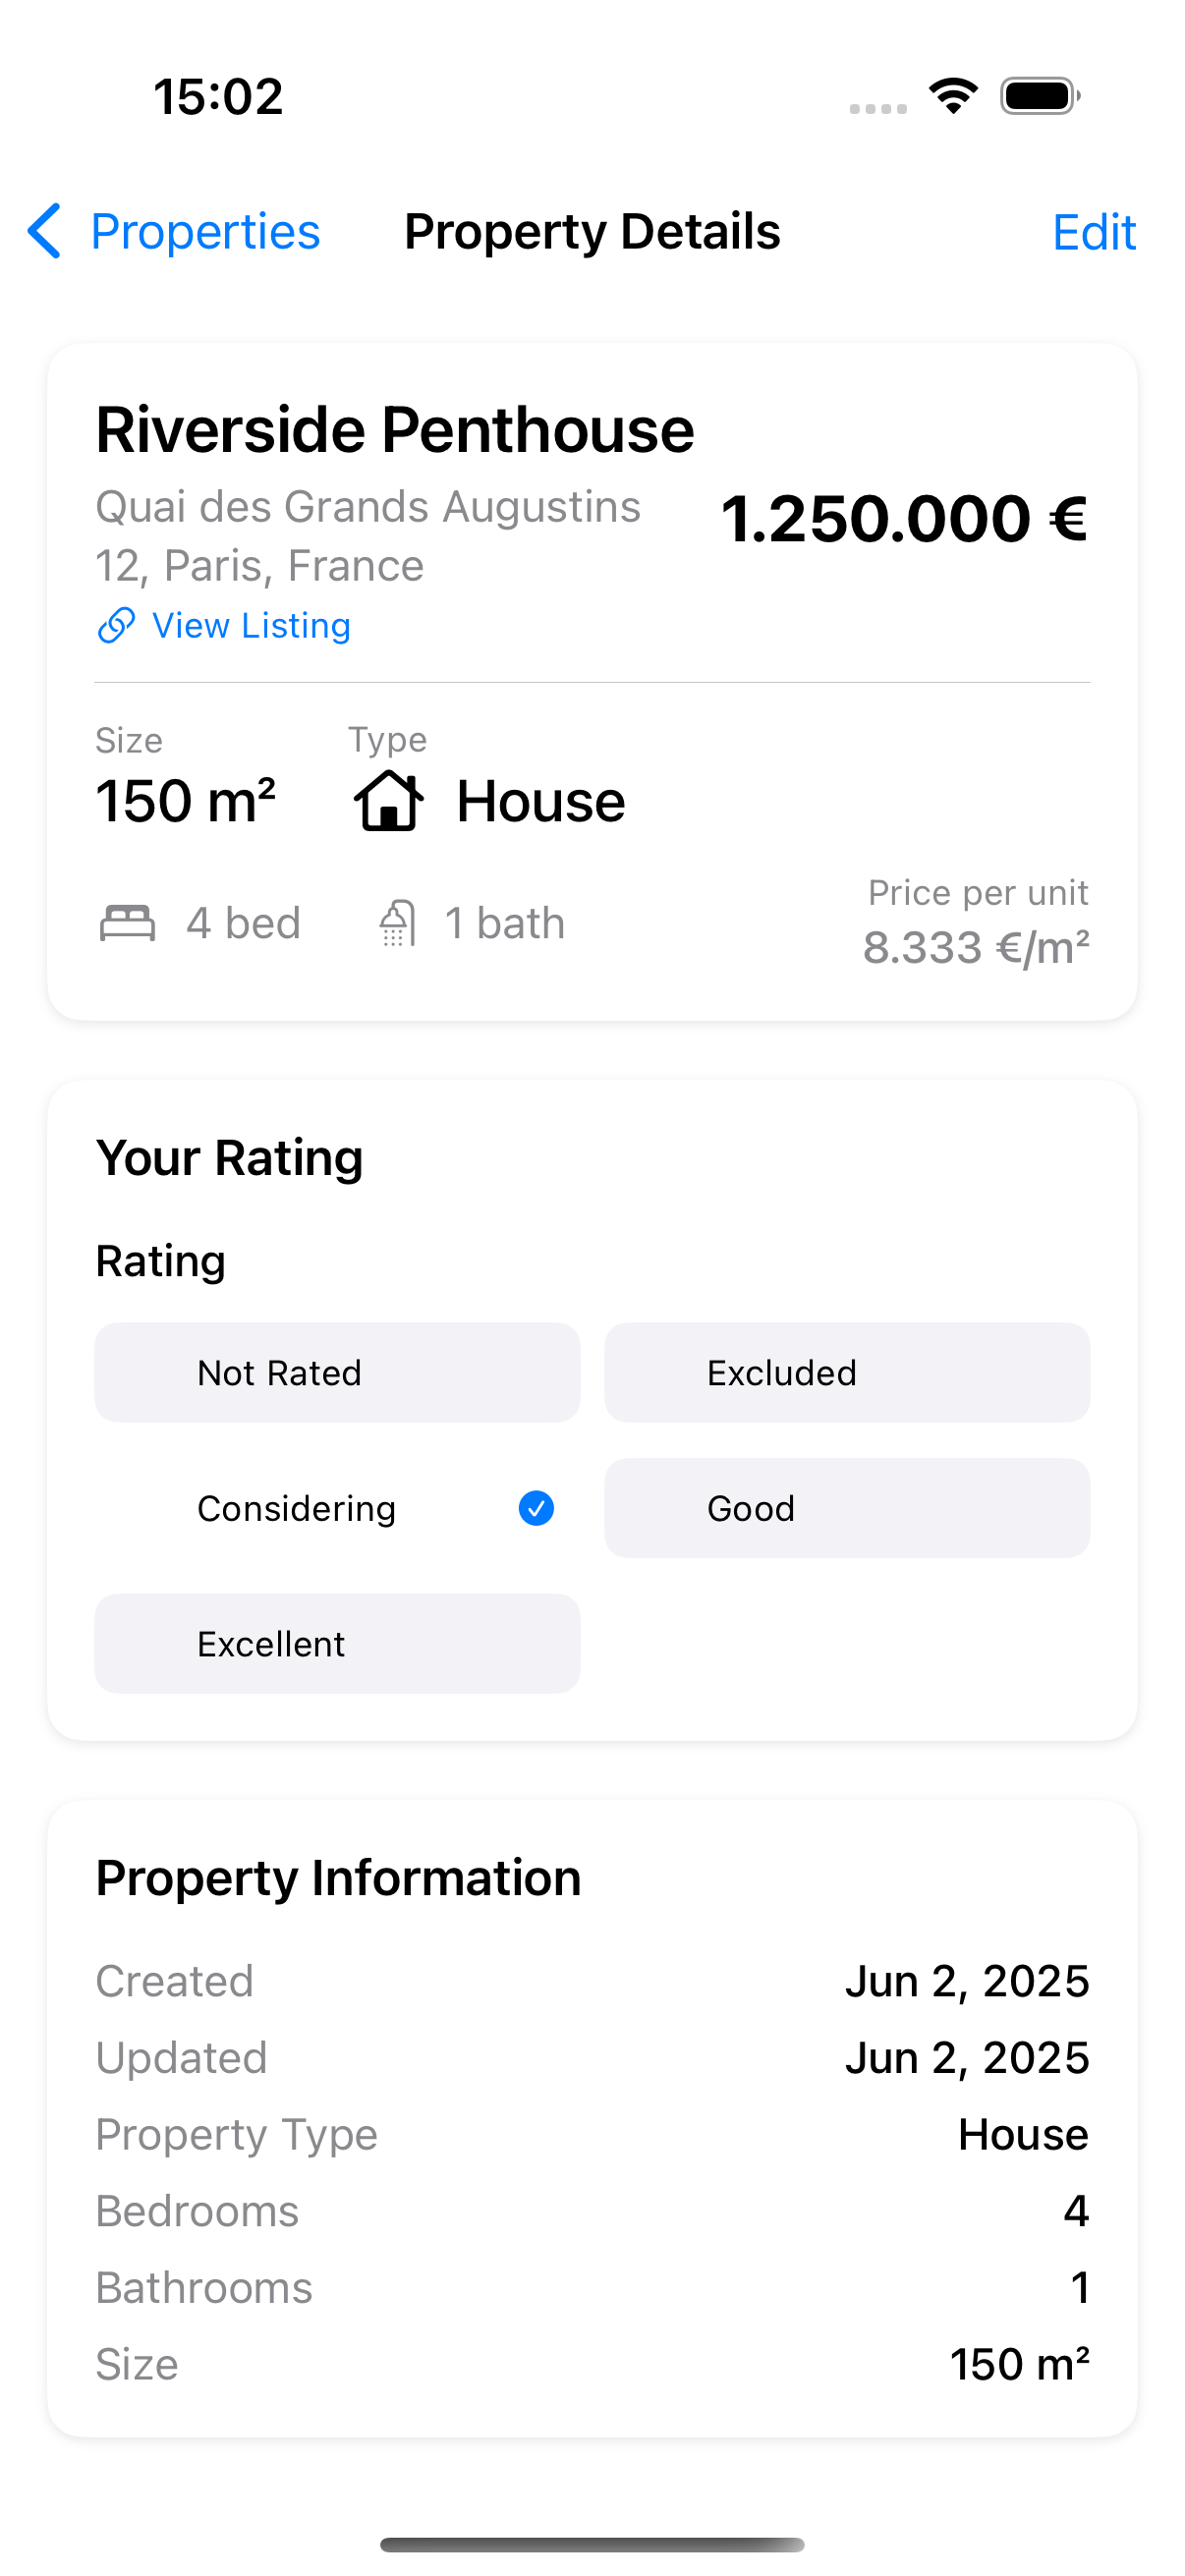 15:02
Properties
Property Details
Edit
Riverside Penthouse
Quai des Grands Augustins
12, Paris, France
1.250.000 €
View Listing
Size
Type
150 m²
House
4 bed
1 bath
Price per unit
8.333 €/m²
Your Rating
Rating
Not Rated
Excluded
Considering
Good
Excellent
Property Information
Created
Jun 2, 2025
Updated
Jun 2, 2025
Property Type
House
Bedrooms
4
Bathrooms
1
Size
150 m²